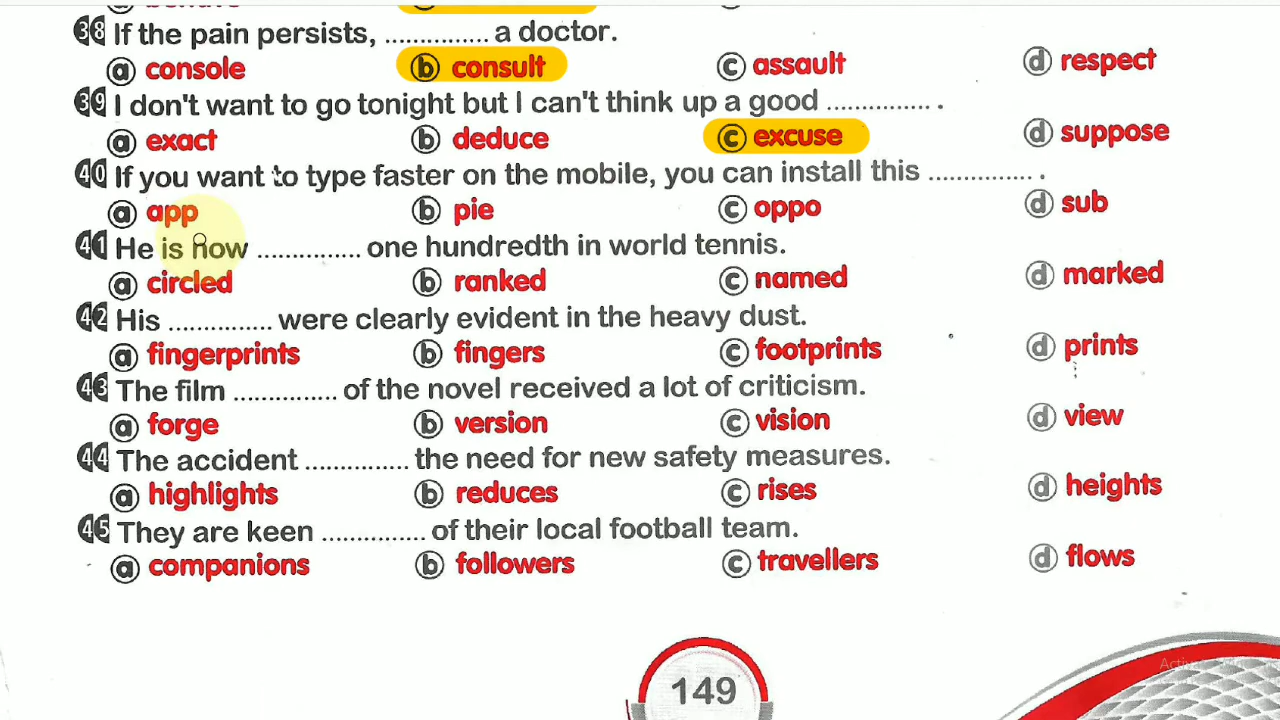 38 If the pain persists, ............... a doctor.
a console b consult c assault d respect
39 I don't want to go tonight but I can't think up a good ............... .
a exact b deduce c excuse d suppose
40 If you want to type faster on the mobile, you can install this ............... .
a app b pie c oppo d sub
41 He is now ............... one hundredth in world tennis.
a circled b ranked c named d marked
42 His ............... were clearly evident in the heavy dust.
a fingerprints b fingers c footprints d prints
43 The film ............... of the novel received a lot of criticism.
a forge b version c vision d view
44 The accident ............... the need for new safety measures.
a highlights b reduces c rises d heights
45 They are keen ............... of their local football team.
a companions b followers c travellers d flows
149